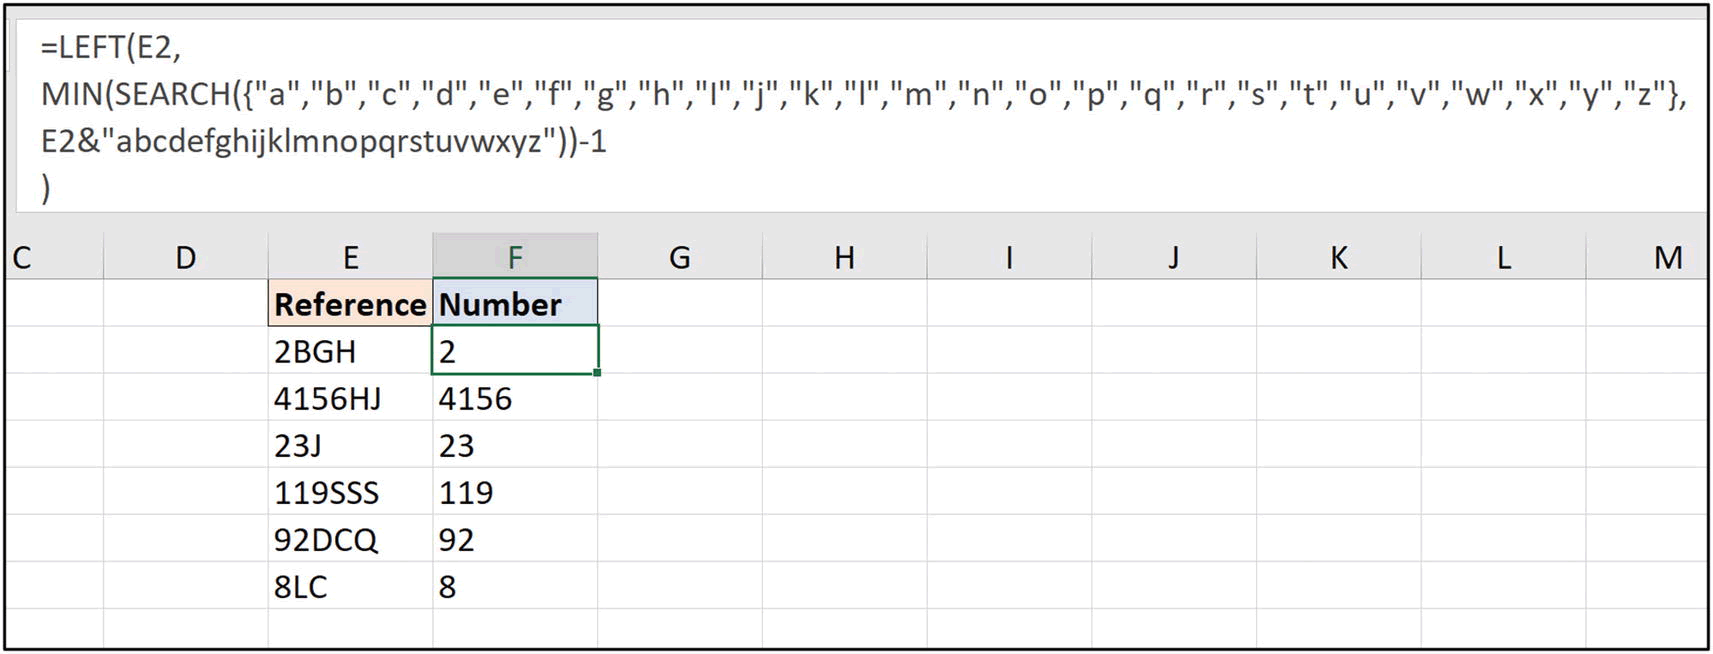 =LEFT(E2,
MIN(SEARCH({"a","b","c","d","e","f","g","h","I","j","k","l","m","n","o","p","q","r","s","t","u","v","w","x","y","z"},
E2&"abcdefghijklmnopqrstuvwxyz"))-1
)
C D E F G H I J K L M
Reference Number
2BGH 2
4156HJ 4156
23J 23
119SSS 119
92DCQ 92
8LC 8